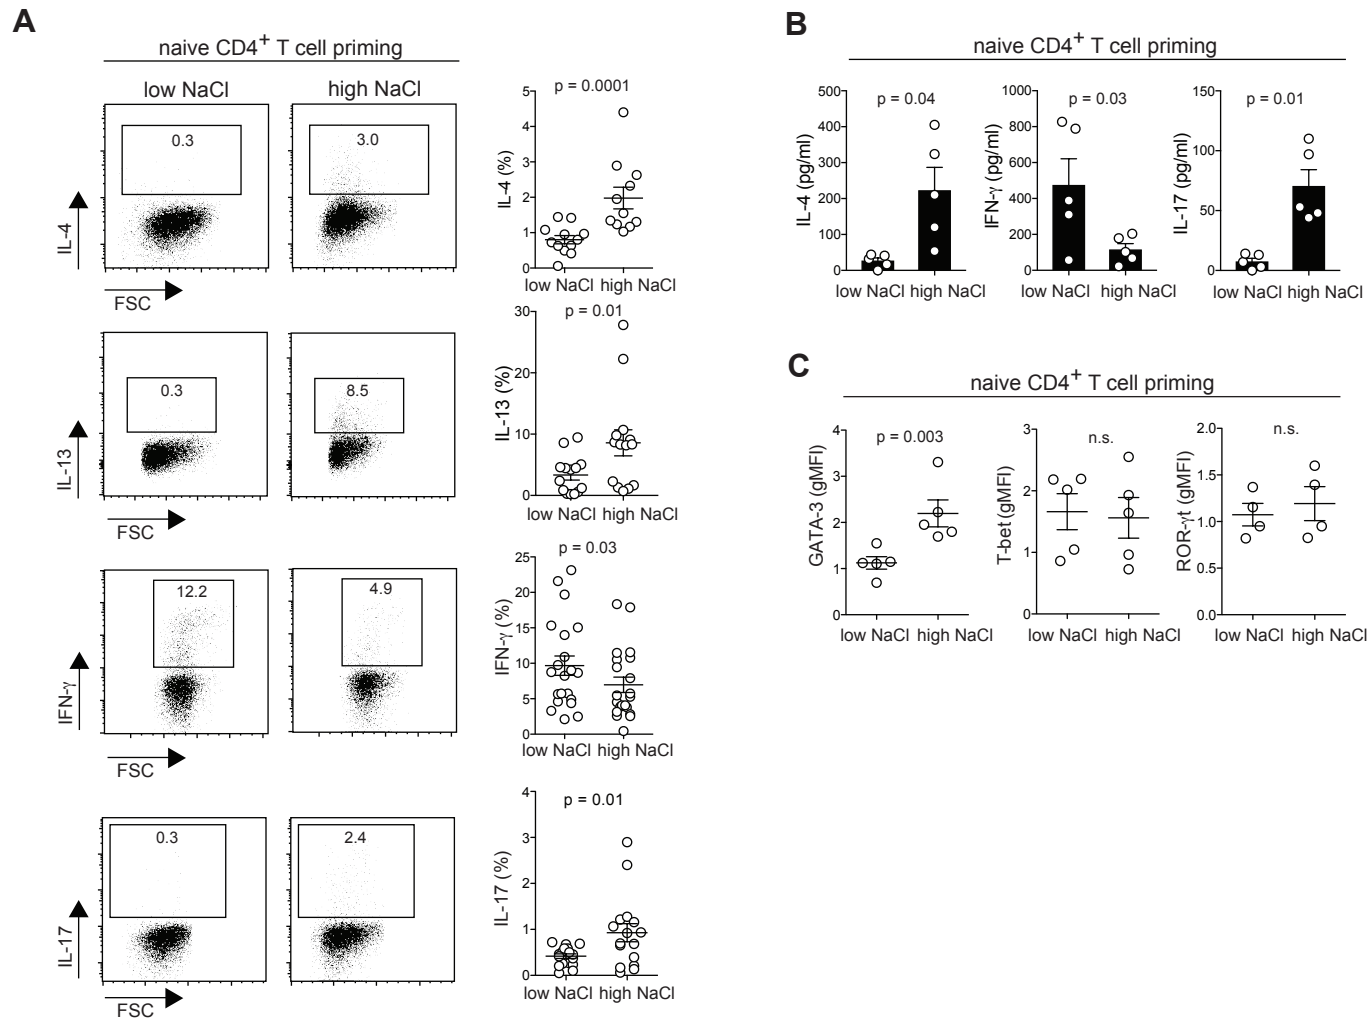 A
naive CD4+ T cell priming
low NaCl
high NaCl
0.3
3.0
IL-4
FSC
p = 0.0001
IL-4 (%)
5
4
3
2
1
0
low NaCl high NaCl
0.3
8.5
IL-13
FSC
p = 0.01
IL-13 (%)
30
20
10
0
low NaCl high NaCl
12.2
4.9
IFN-γ
FSC
p = 0.03
IFN-γ (%)
25
20
15
10
5
0
low NaCl high NaCl
0.3
2.4
IL-17
FSC
p = 0.01
IL-17 (%)
4
3
2
1
0
low NaCl high NaCl
B
naive CD4+ T cell priming
p = 0.04
IL-4 (pg/ml)
500
400
300
200
100
0
low NaCl high NaCl
p = 0.03
IFN-γ (pg/ml)
1000
800
600
400
200
0
low NaCl high NaCl
p = 0.01
IL-17 (pg/ml)
150
100
50
0
low NaCl high NaCl
C
naive CD4+ T cell priming
p = 0.003
GATA-3 (gMFI)
4
3
2
1
0
low NaCl high NaCl
n.s.
T-bet (gMFI)
3
2
1
0
low NaCl high NaCl
n.s.
ROR-γt (gMFI)
2.0
1.5
1.0
0.5
0.0
low NaCl high NaCl